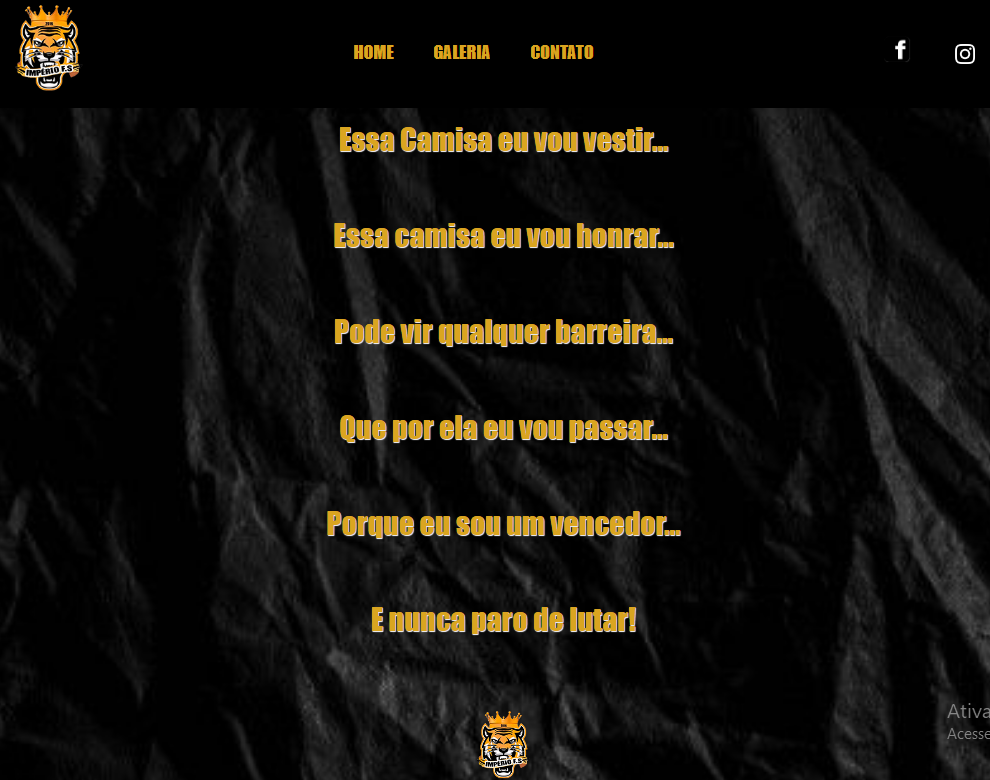 IMPÉRIO F.S
HOME GALERIA CONTATO
Essa Camisa eu vou vestir...
Essa camisa eu vou honrar...
Pode vir qualquer barreira...
Que por ela eu vou passar...
Porque eu sou um vencedor...
E nunca paro de lutar!
Ativa
Acesse
IMPÉRIO F.S